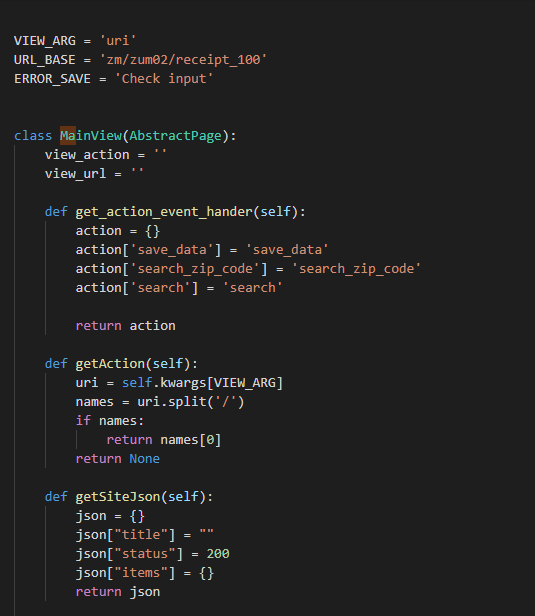 VIEW_ARG = 'uri'
URL_BASE = 'zm/zum02/receipt_100'
ERROR_SAVE = 'Check input'
class MainView(AbstractPage):
view_action = ''
view_url = ''
def get_action_event_hander(self):
action = {}
action['save_data'] = 'save_data'
action['search_zip_code'] = 'search_zip_code'
action['search'] = 'search'
return action
def getAction(self):
uri = self.kwargs[VIEW_ARG]
names = uri.split('/')
if names:
return names[0]
return None
def getSiteJson(self):
json = {}
json["title"] = ""
json["status"] = 200
json["items"] = {}
return json